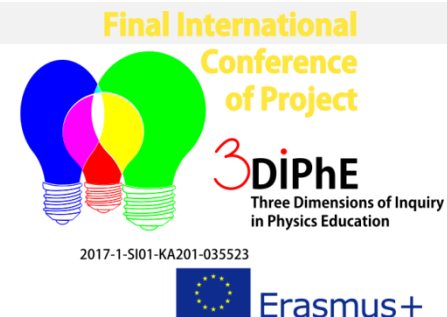 Final International
Conference
of Project
3DiPhE
Three Dimensions of Inquiry
in Physics Education
2017-1-SI01-KA201-035523
Erasmus+